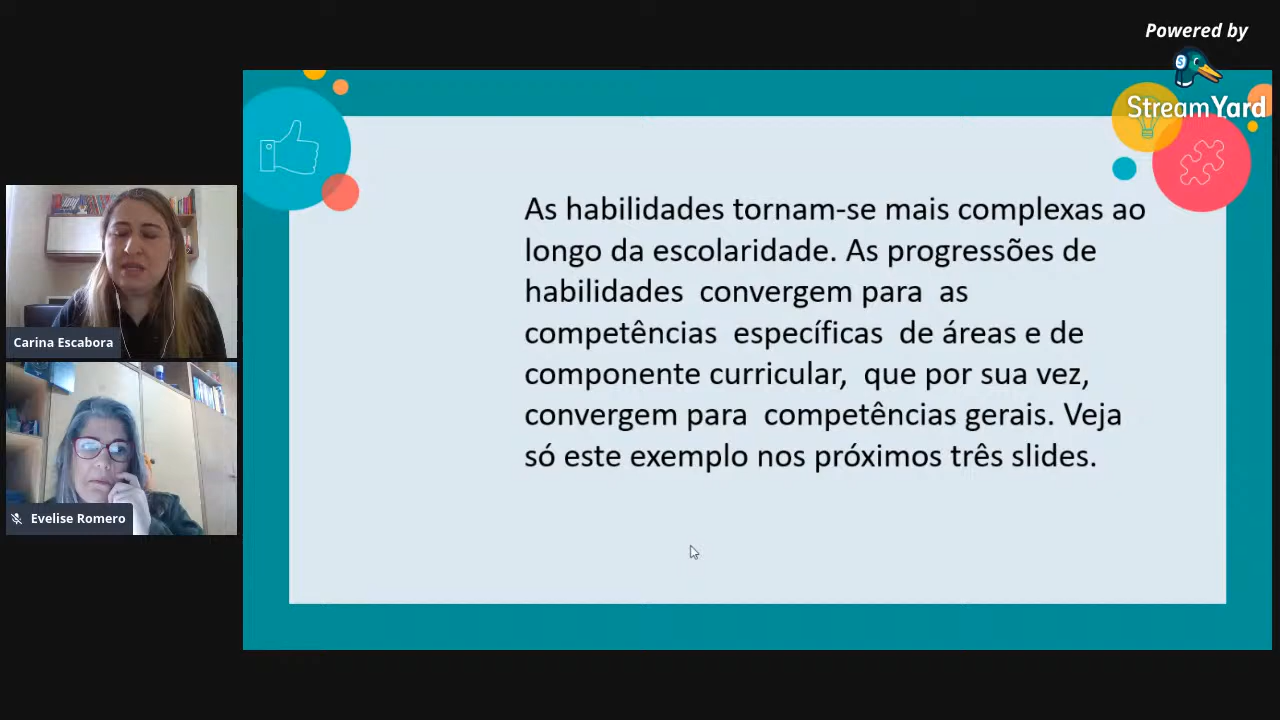 Powered by
StreamYard
As habilidades tornam-se mais complexas ao
longo da escolaridade. As progressões de
habilidades convergem para as
competências específicas de áreas e de
componente curricular, que por sua vez,
convergem para competências gerais. Veja
só este exemplo nos próximos três slides.
Carina Escabora
Evelise Romero